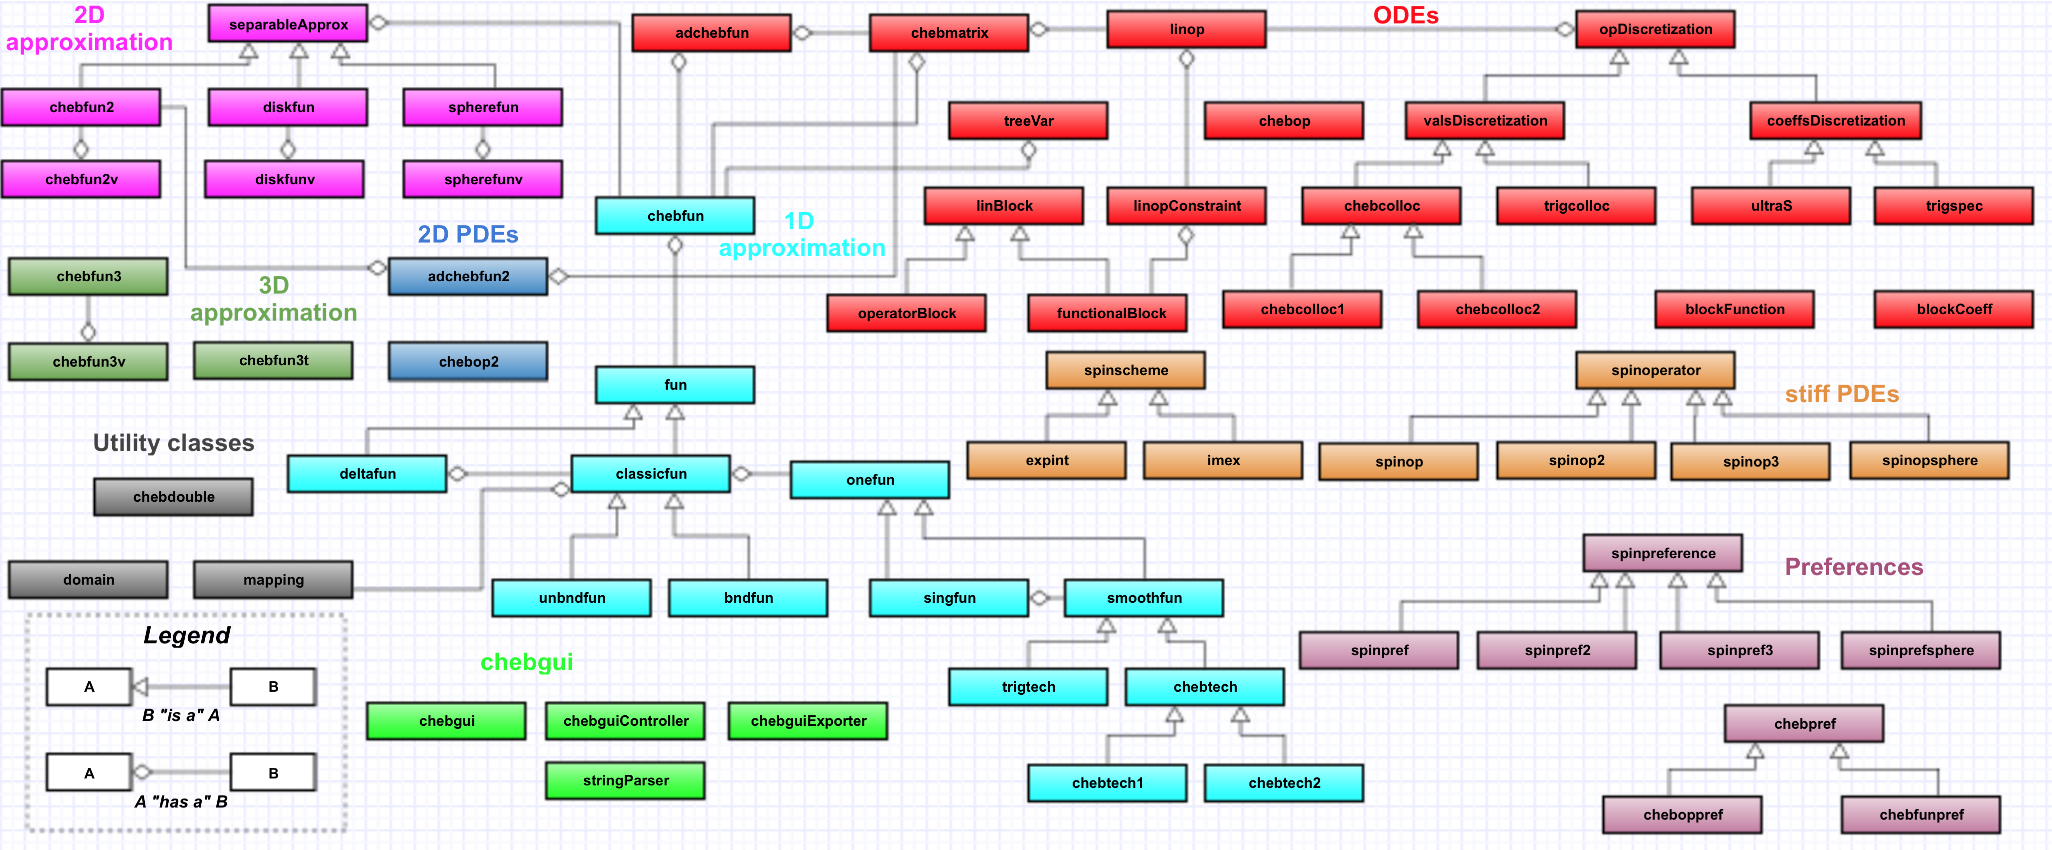 2D
approximation
separableApprox
adchebfun
chebmatrix
linop
ODEs
opDiscretization
chebfun2
diskfun
spherefun
treeVar
chebop
valsDiscretization
coeffsDiscretization
chebfun2v
diskfunv
spherefunv
chebfun
1D
approximation
linBlock
linopConstraint
chebcolloc
trigcolloc
ultraS
trigspec
2D PDEs
chebfun3
3D
approximation
adchebfun2
operatorBlock
functionalBlock
chebcolloc1
chebcolloc2
blockFunction
blockCoeff
chebfun3v
chebfun3t
chebop2
fun
spinscheme
spinoperator
stiff PDEs
Utility classes
deltafun
classicfun
onefun
expint
imex
spinop
spinop2
spinop3
spinopsphere
chebdouble
domain
mapping
unbndfun
bndfun
singfun
smoothfun
spinpreference
Preferences
Legend
A
B
B "is a" A
A
B
A "has a" B
chebgui
chebgui
chebguiController
chebguiExporter
stringParser
trigtech
chebtech
chebtech1
chebtech2
spinpref
spinpref2
spinpref3
spinprefsphere
chebpref
cheboppref
chebfunpref